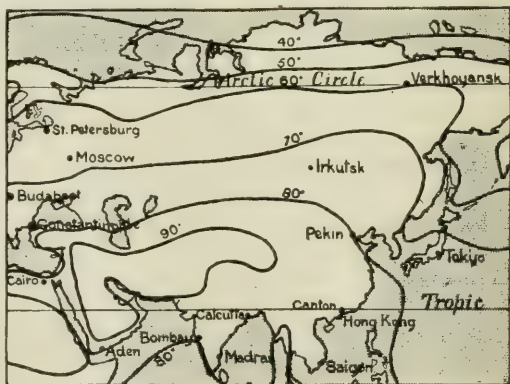 40°
50°
Arctic 60° Circle
Verkhoyansk
St. Petersburg
70°
Moscow
Irkutsk
Budapest
80°
Constantinople
90°
Pekin
Cairo
Tokyo
Tropic
Calcutta
Canton
Hong Kong
Bombay
Aden
80°
Madras
Saigon